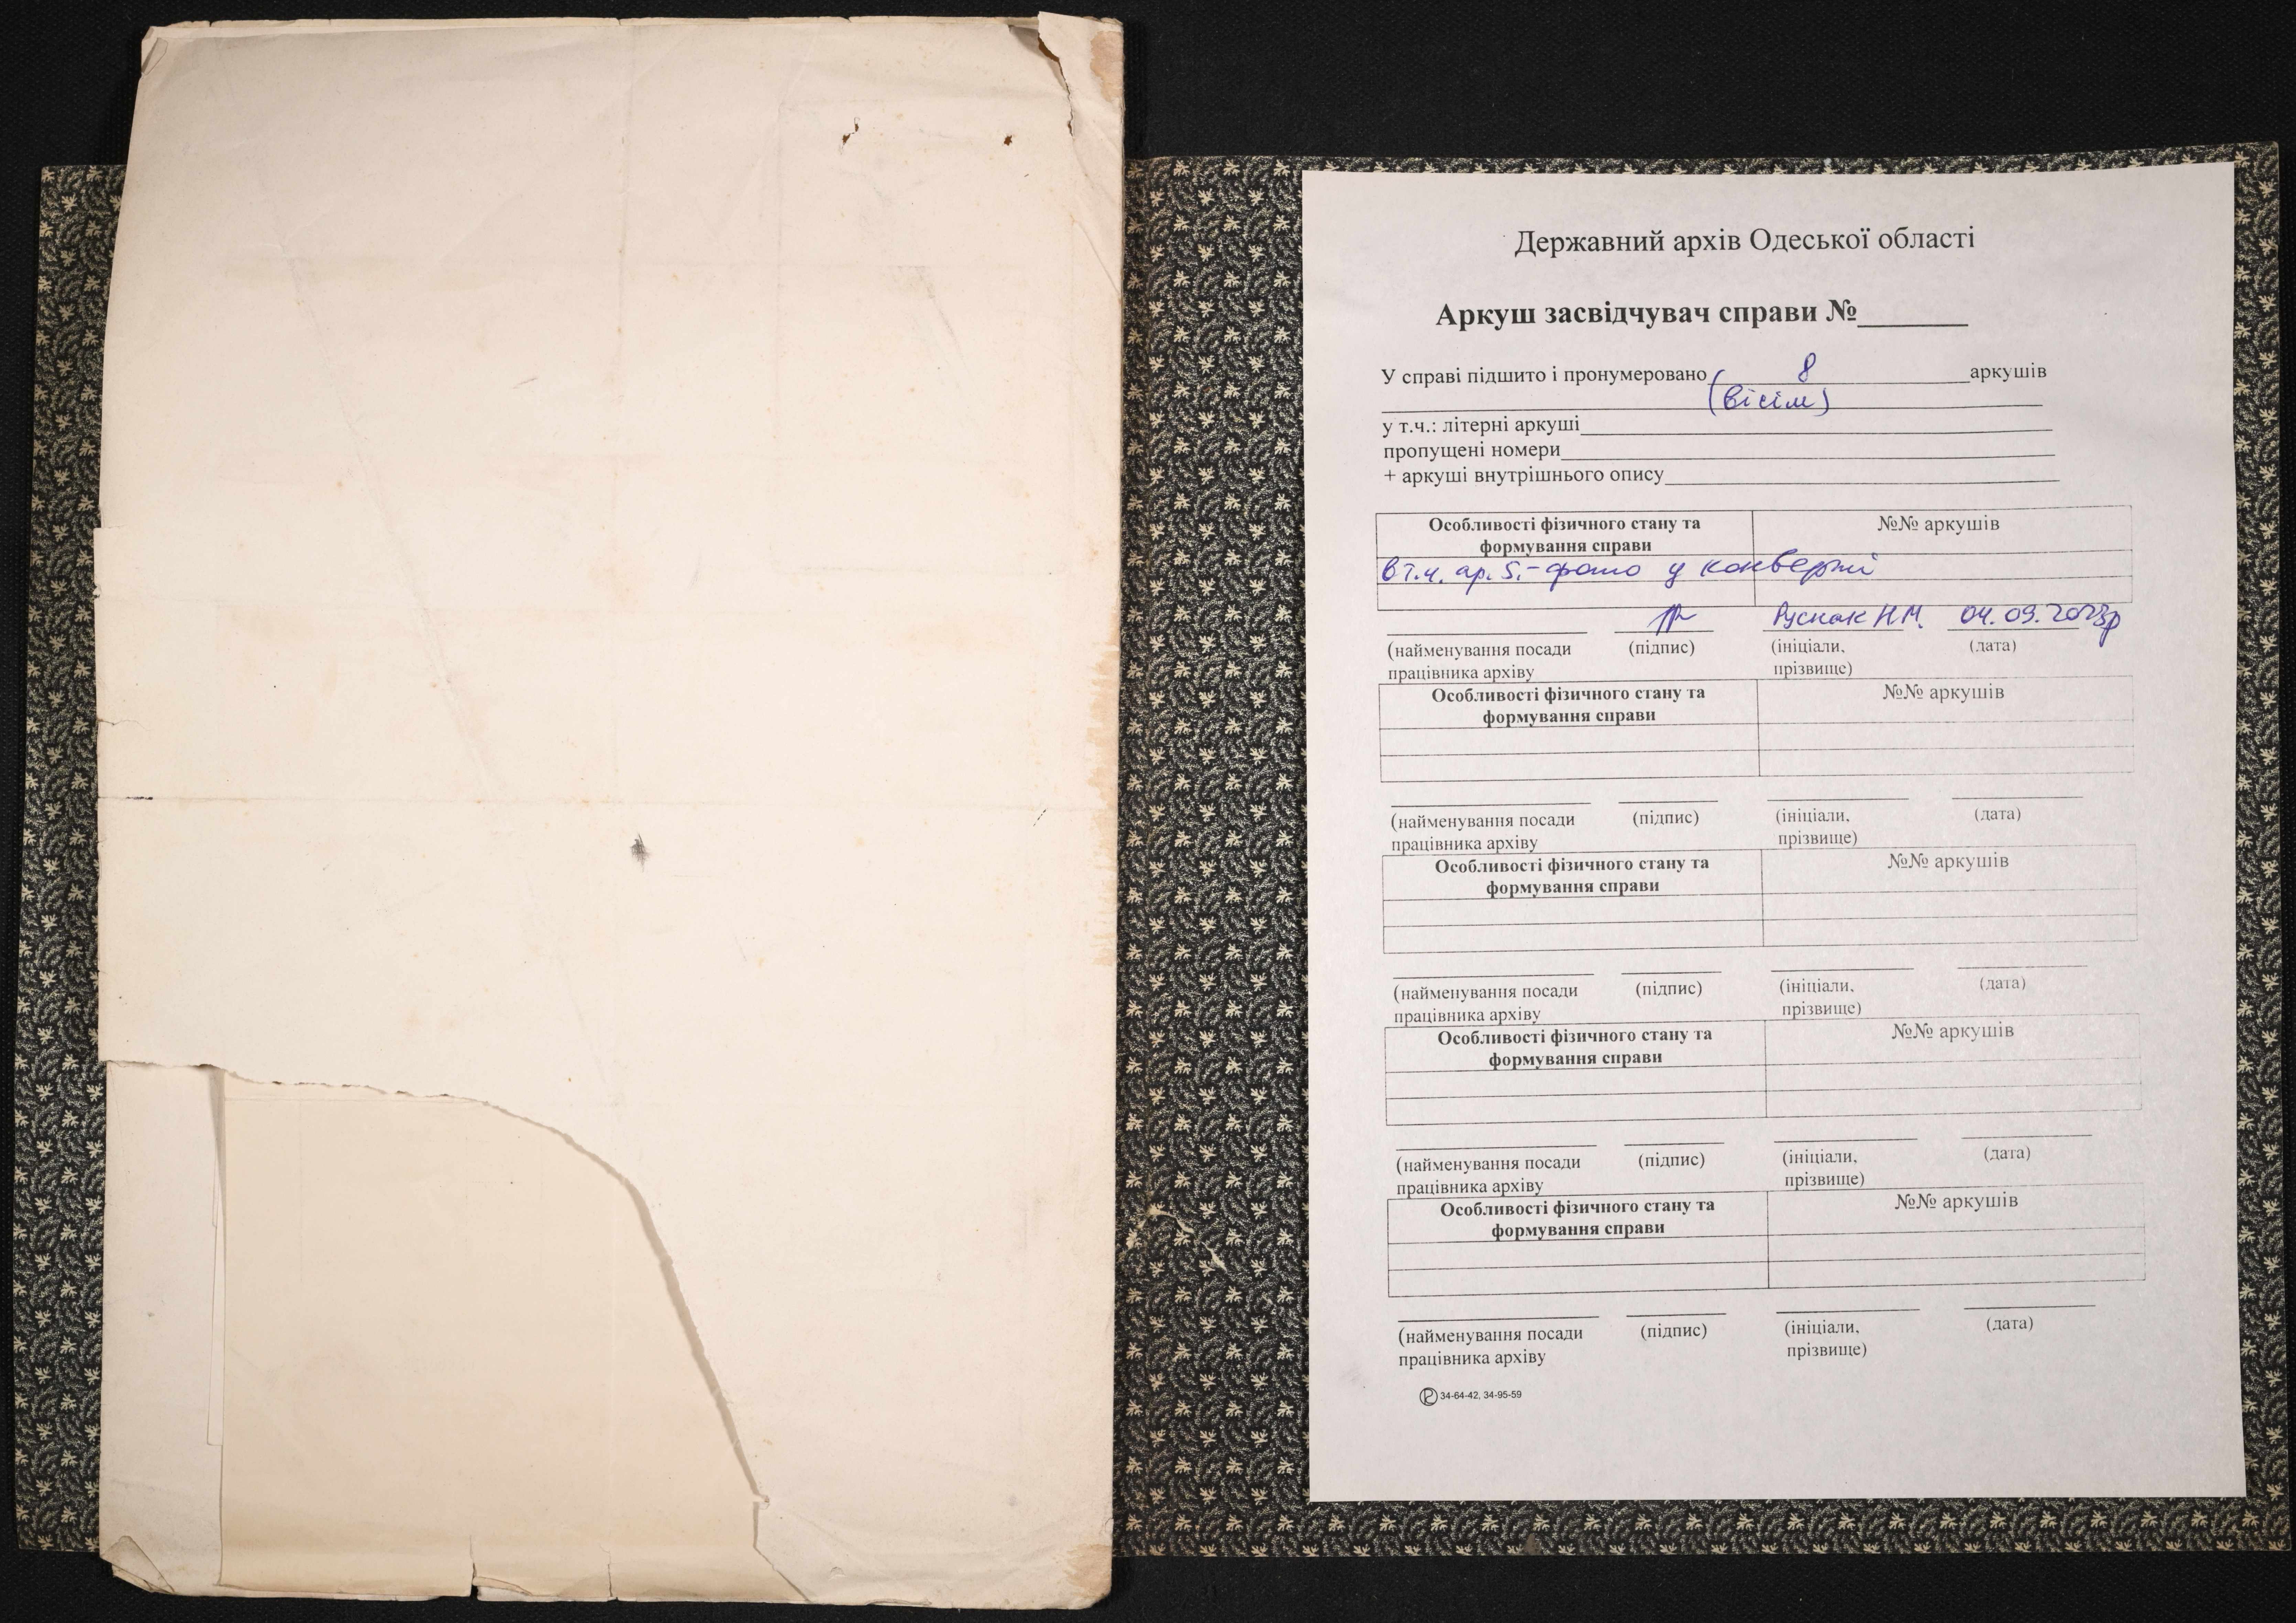 Державний архів Одеської області
Аркуш засвідчувач справи №______
У справі підшито і пронумеровано 8 аркушів
(вісім)
у т.ч.: літерні аркуші
пропущені номери
+ аркуші внутрішнього опису
Особливості фізичного стану та формування справи №№ аркушів
в т.ч. ар. 5.- фото у конверті
Руснак Н.М. 04.09.2023р
(найменування посади працівника архіву (підпис) (ініціали, прізвище) (дата)
Особливості фізичного стану та формування справи №№ аркушів
(найменування посади працівника архіву (підпис) (ініціали, прізвище) (дата)
Особливості фізичного стану та формування справи №№ аркушів
(найменування посади працівника архіву (підпис) (ініціали, прізвище) (дата)
Особливості фізичного стану та формування справи №№ аркушів
(найменування посади працівника архіву (підпис) (ініціали, прізвище) (дата)
Особливості фізичного стану та формування справи №№ аркушів
(найменування посади працівника архіву (підпис) (ініціали, прізвище) (дата)
34-64-42, 34-95-59